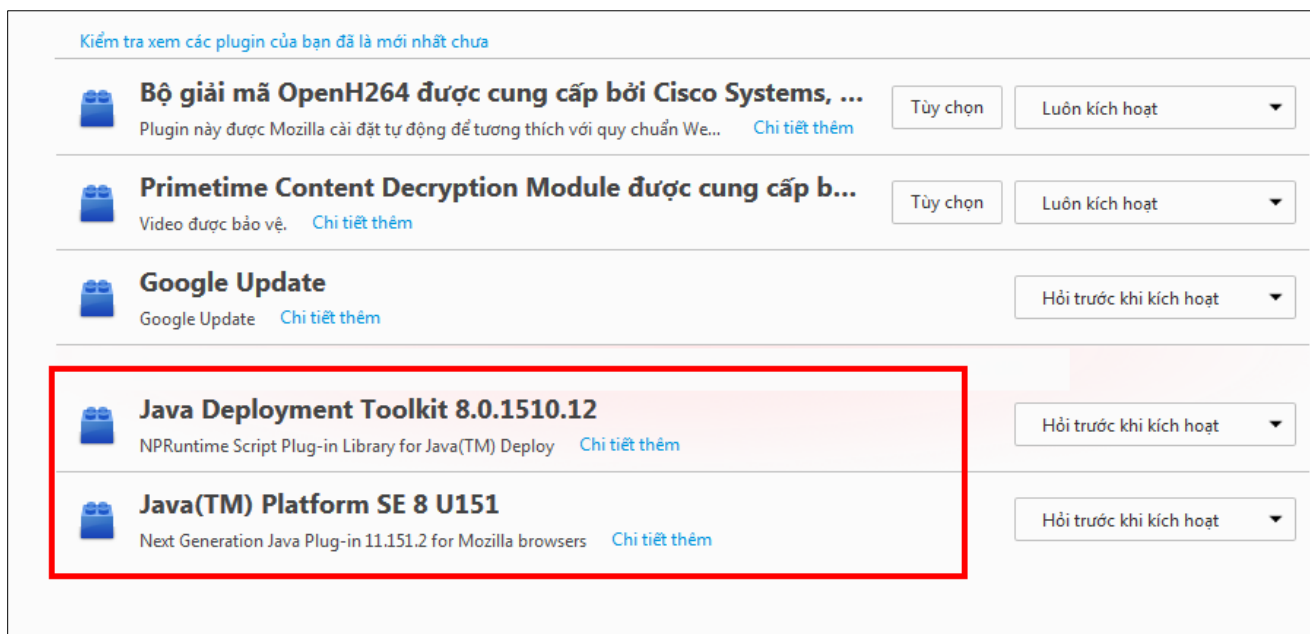 Kiểm tra xem các plugin của bạn đã là mới nhất chưa
Bộ giải mã OpenH264 được cung cấp bởi Cisco Systems, ...
Tùy chọn
Luôn kích hoạt
Plugin này được Mozilla cài đặt tự động để tương thích với quy chuẩn We...
Chi tiết thêm
Primetime Content Decryption Module được cung cấp b...
Tùy chọn
Luôn kích hoạt
Video được bảo vệ.
Chi tiết thêm
Google Update
Hỏi trước khi kích hoạt
Google Update
Chi tiết thêm
Java Deployment Toolkit 8.0.1510.12
Hỏi trước khi kích hoạt
NPRuntime Script Plug-in Library for Java(TM) Deploy
Chi tiết thêm
Java(TM) Platform SE 8 U151
Hỏi trước khi kích hoạt
Next Generation Java Plug-in 11.151.2 for Mozilla browsers
Chi tiết thêm